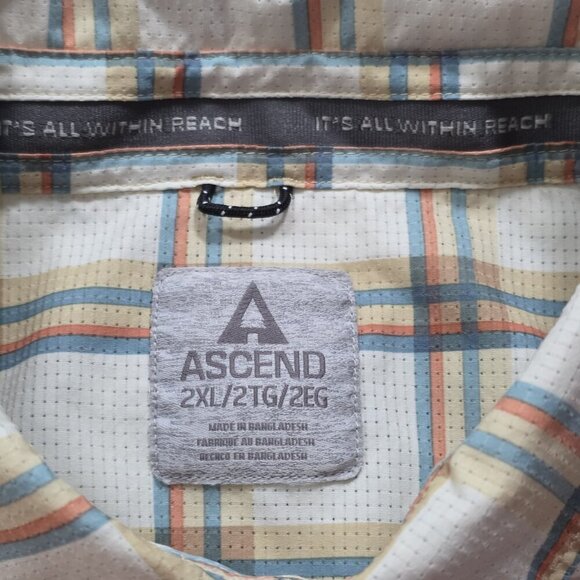 IT'S ALL WITHIN REACH IT'S ALL WITHIN REACH
ASCEND
2XL/2TG/2EG
MADE IN BANGLADESH
FABRIQUÉ AU BANGLADESH
HECHO EN BANGLADESH